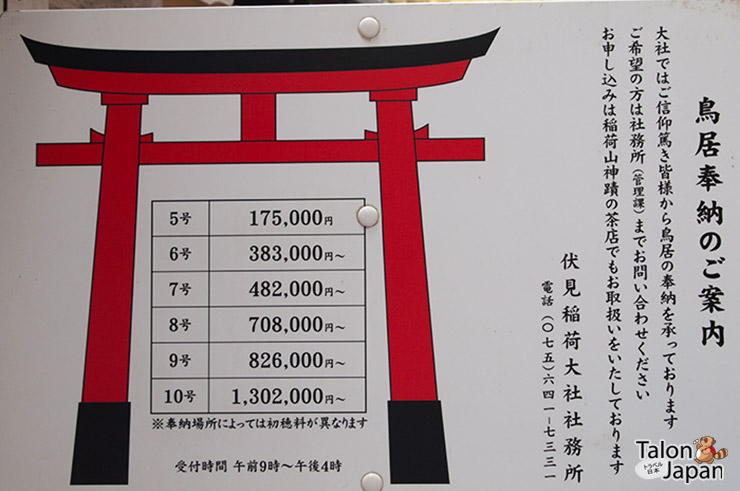 鳥居奉納のご案内
大社ではご信仰篤き皆様から鳥居の奉納を承っております
ご希望の方は社務所(管理課)までお問い合わせください
お申し込みは稲荷山神蹟の茶店でもお取扱いをいたしております
伏見稲荷大社社務所
電話(〇七五)六四一ー七三三一
5号 175,000円
6号 383,000円~
7号 482,000円~
8号 708,000円~
9号 826,000円~
10号 1,302,000円~
※奉納場所によっては初穂料が異なります
受付時間 午前9時~午後4時
Talon
トラベル
日本
Japan